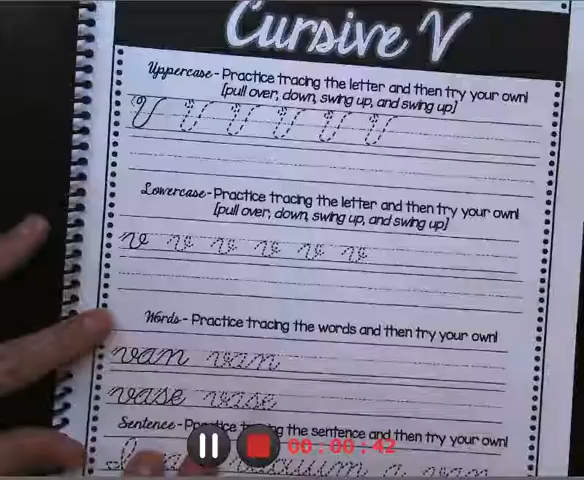 Cursive V
Uppercase - Practice tracing the letter and then try your own!
[pull over, down, swing up, and swing up]
V V V V V V
Lowercase - Practice tracing the letter and then try your own!
[pull over, down, swing up, and swing up]
v v v v v v
Words - Practice tracing the words and then try your own!
van van
vase vase
Sentence - Practice tracing the sentence and then try your own!
a van
00:00:42